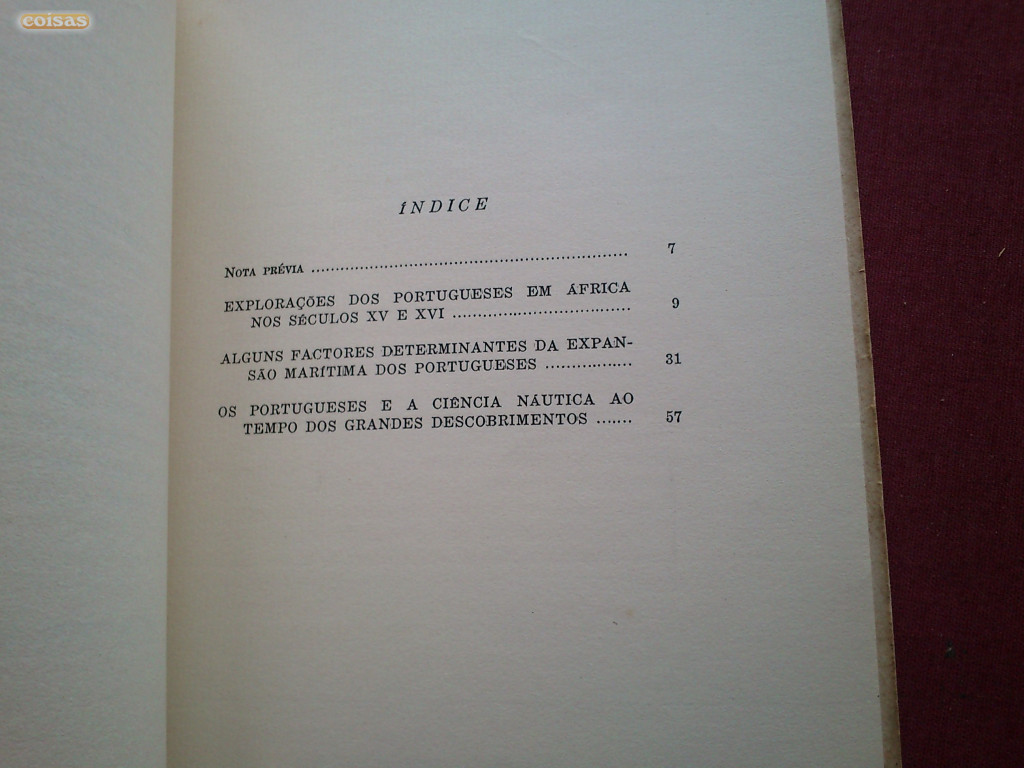 coisas
ÍNDICE
NOTA PRÉVIA ................................................................ 7
EXPLORAÇÕES DOS PORTUGUESES EM ÁFRICA
NOS SÉCULOS XV E XVI .................................... 9
ALGUNS FACTORES DETERMINANTES DA EXPAN-
SÃO MARÍTIMA DOS PORTUGUESES .................. 31
OS PORTUGUESES E A CIÊNCIA NÁUTICA AO
TEMPO DOS GRANDES DESCOBRIMENTOS ....... 57